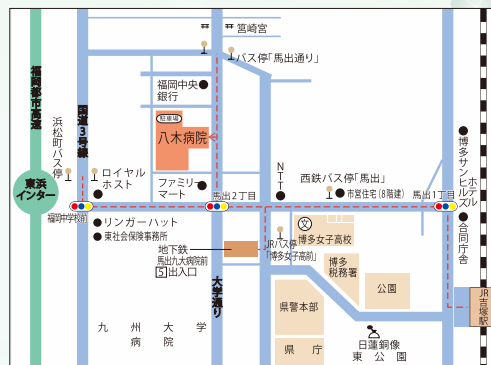 筥崎宮
バス停「馬出通り」
福岡都市高速
国道3号線
浜松町バス停
福岡中央
銀行
駐車場
八木病院
東浜
インター
ロイヤル
ホスト
ファミリー
マート
馬出2丁目
NTT
西鉄バス停「馬出」
市営住宅(8階建)
馬出1丁目
博多サンヒルズ
ホテル
合同庁舎
福岡中学校前
リンガーハット
東社会保険事務所
地下鉄
馬出九大病院前
5出入口
大学通り
JRバス停
「博多女子高前」
文
博多女子高校
博多
税務署
公園
JR吉塚駅
県警本部
県庁
日蓮銅像
東公園
九州大学
病院